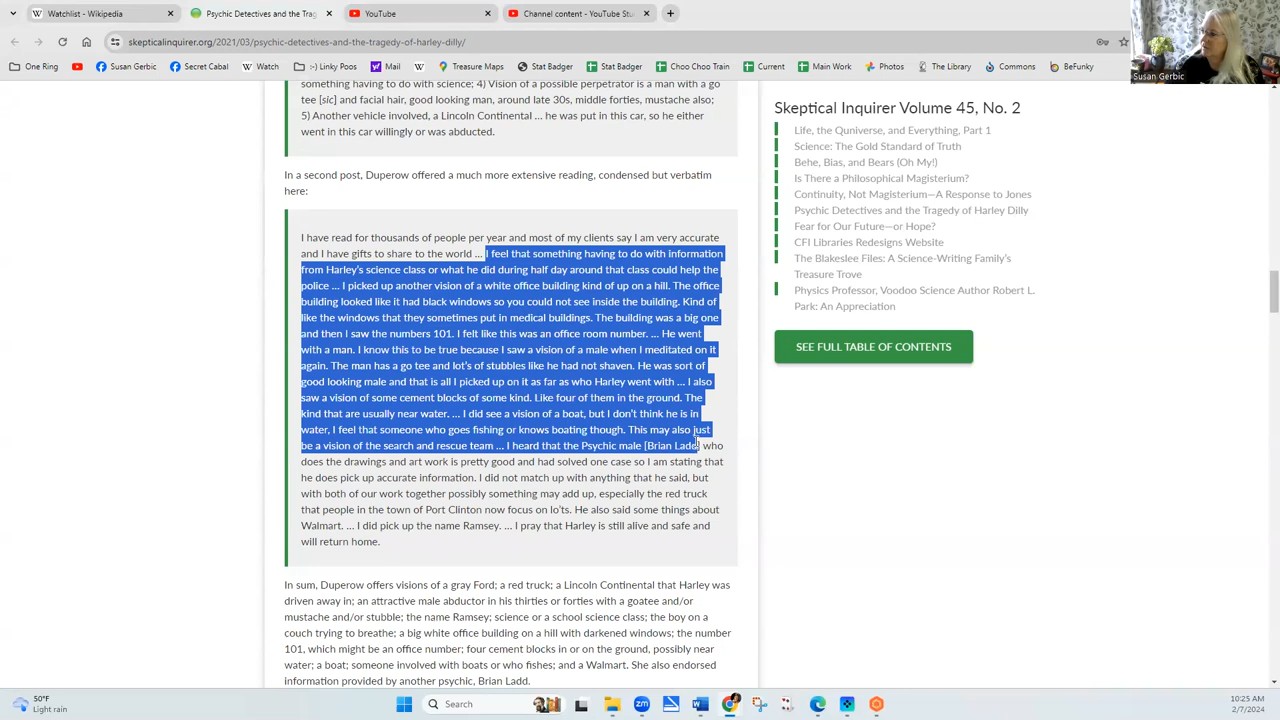 Watchlist - Wikipedia
Psychic Detectives and the Trag
YouTube
Channel content - YouTube Stu
skepticalinquirer.org/2021/03/psychic-detectives-and-the-tragedy-of-harley-dilly/
One Ring
Susan Gerbic
Secret Cabal
Watch
:-) Linky Poos
Mail
Treasure Maps
Stat Badger
Stat Badger
Choo Choo Train
Current
Main Work
Photos
The Library
Commons
BeFunky
Susan Gerbic
something having to do with science; 4) Vision of a possible perpetrator is a man with a go
tee [sic] and facial hair, good looking man, around late 30s, middle forties, mustache also;
5) Another vehicle involved, a Lincoln Continental … he was put in this car, so he either
went in this car willingly or was abducted.
In a second post, Duperow offered a much more extensive reading, condensed but verbatim
here:
I have read for thousands of people per year and most of my clients say I am very accurate
and I have gifts to share to the world … I feel that something having to do with information
from Harley's science class or what he did during half day around that class could help the
police … I picked up another vision of a white office building kind of up on a hill. The office
building looked like it had black windows so you could not see inside the building. Kind of
like the windows that they sometimes put in medical buildings. The building was a big one
and then I saw the numbers 101. I felt like this was an office room number. … He went
with a man. I know this to be true because I saw a vision of a male when I meditated on it
again. The man has a go tee and lot's of stubbles like he had not shaven. He was sort of
good looking male and that is all I picked up on it as far as who Harley went with … I also
saw a vision of some cement blocks of some kind. Like four of them in the ground. The
kind that are usually near water. … I did see a vision of a boat, but I don't think he is in
water, I feel that someone who goes fishing or knows boating though. This may also just
be a vision of the search and rescue team … I heard that the Psychic male [Brian Ladd] who
does the drawings and art work is pretty good and had solved one case so I am stating that
he does pick up accurate information. I did not match up with anything that he said, but
with both of our work together possibly something may add up, especially the red truck
that people in the town of Port Clinton now focus on lo'ts. He also said some things about
Walmart. … I did pick up the name Ramsey. … I pray that Harley is still alive and safe and
will return home.
In sum, Duperow offers visions of a gray Ford; a red truck; a Lincoln Continental that Harley was
driven away in; an attractive male abductor in his thirties or forties with a goatee and/or
mustache and/or stubble; the name Ramsey; science or a school science class; the boy on a
couch trying to breathe; a big white office building on a hill with darkened windows; the number
101, which might be an office number; four cement blocks in or on the ground, possibly near
water; a boat; someone involved with boats or who fishes; and a Walmart. She also endorsed
information provided by another psychic, Brian Ladd.
Skeptical Inquirer Volume 45, No. 2
Life, the Quniverse, and Everything, Part 1
Science: The Gold Standard of Truth
Behe, Bias, and Bears (Oh My!)
Is There a Philosophical Magisterium?
Continuity, Not Magisterium—A Response to Jones
Psychic Detectives and the Tragedy of Harley Dilly
Fear for Our Future—or Hope?
CFI Libraries Redesigns Website
The Blakeslee Files: A Science-Writing Family's
Treasure Trove
Physics Professor, Voodoo Science Author Robert L.
Park: An Appreciation
SEE FULL TABLE OF CONTENTS
50°F
Light rain
Search
10:25 AM
2/7/2024